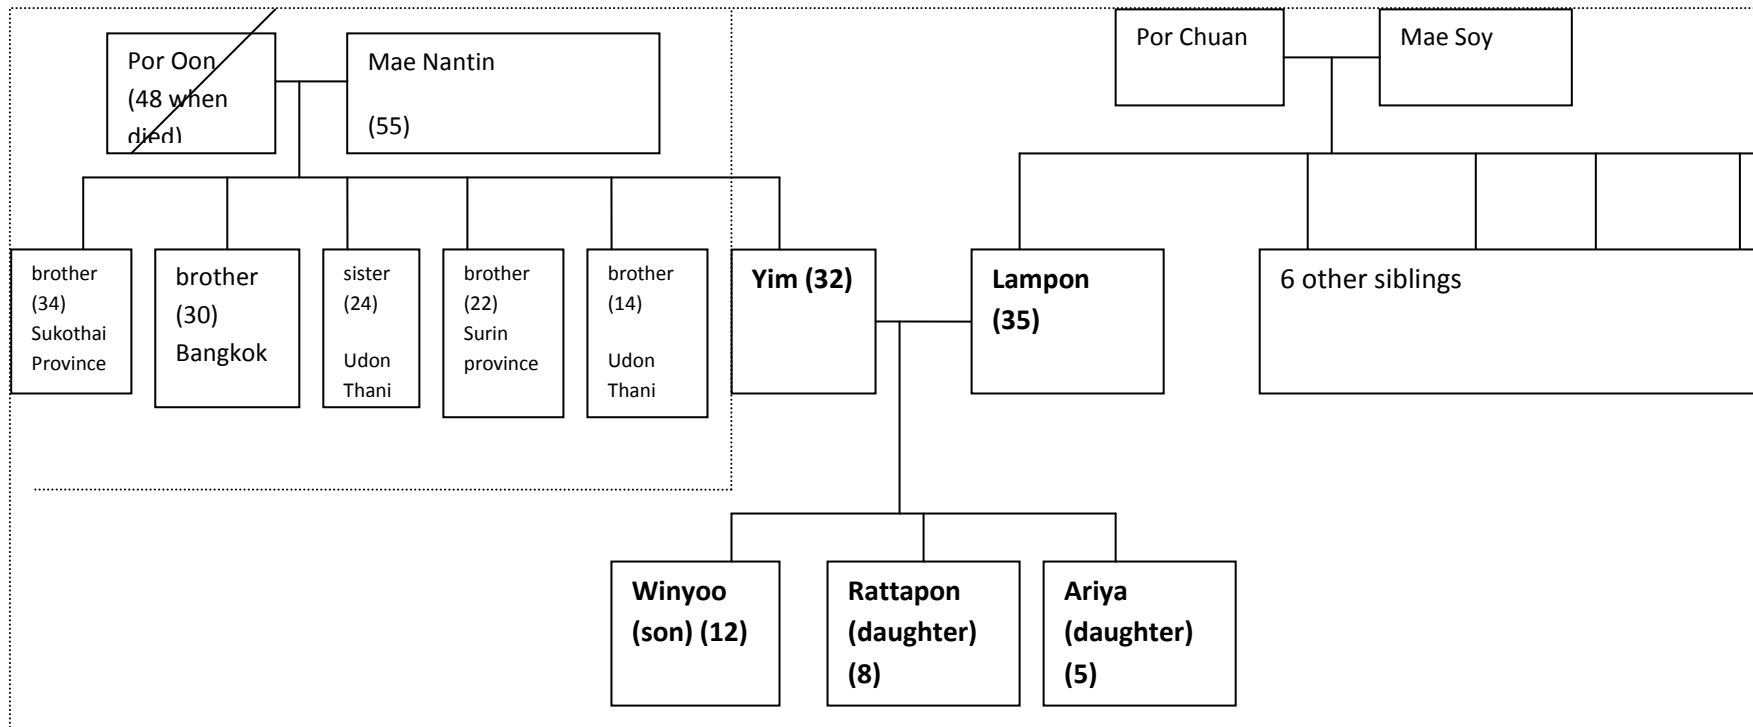 Por Oon
(48 when
died)
Mae Nantin
(55)
Por Chuan
Mae Soy
brother
(34)
Sukothai
Province
brother
(30)
Bangkok
sister
(24)
Udon
Thani
brother
(22)
Surin
province
brother
(14)
Udon
Thani
Yim (32)
Lampon
(35)
6 other siblings
Winyoo
(son) (12)
Rattapon
(daughter)
(8)
Ariya
(daughter)
(5)